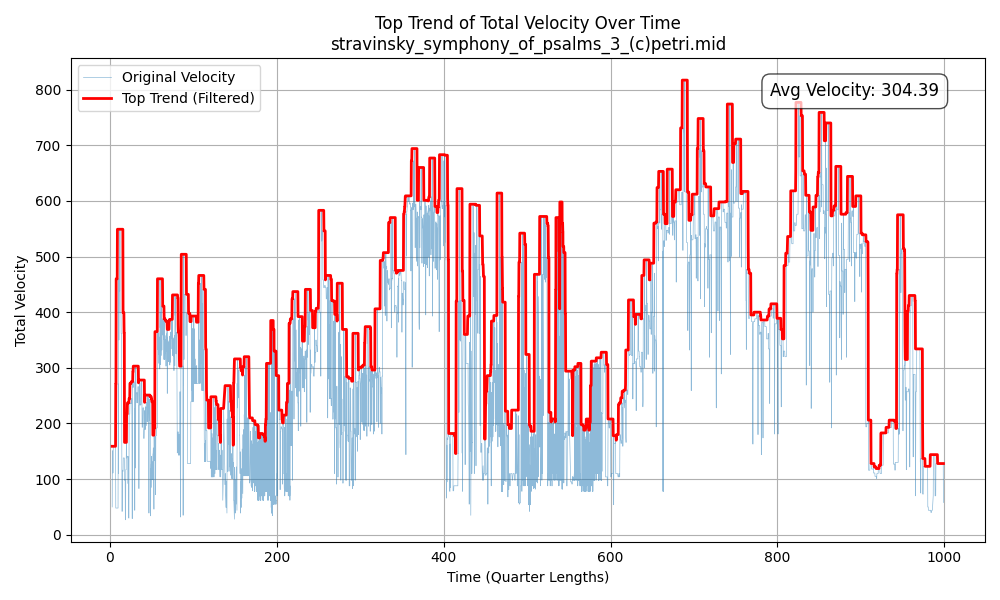 Top Trend of Total Velocity Over Time
stravinsky_symphony_of_psalms_3_(c)petri.mid
Original Velocity
Top Trend (Filtered)
Avg Velocity: 304.39
Total Velocity
800
700
600
500
400
300
200
100
0
0 200 400 600 800 1000
Time (Quarter Lengths)